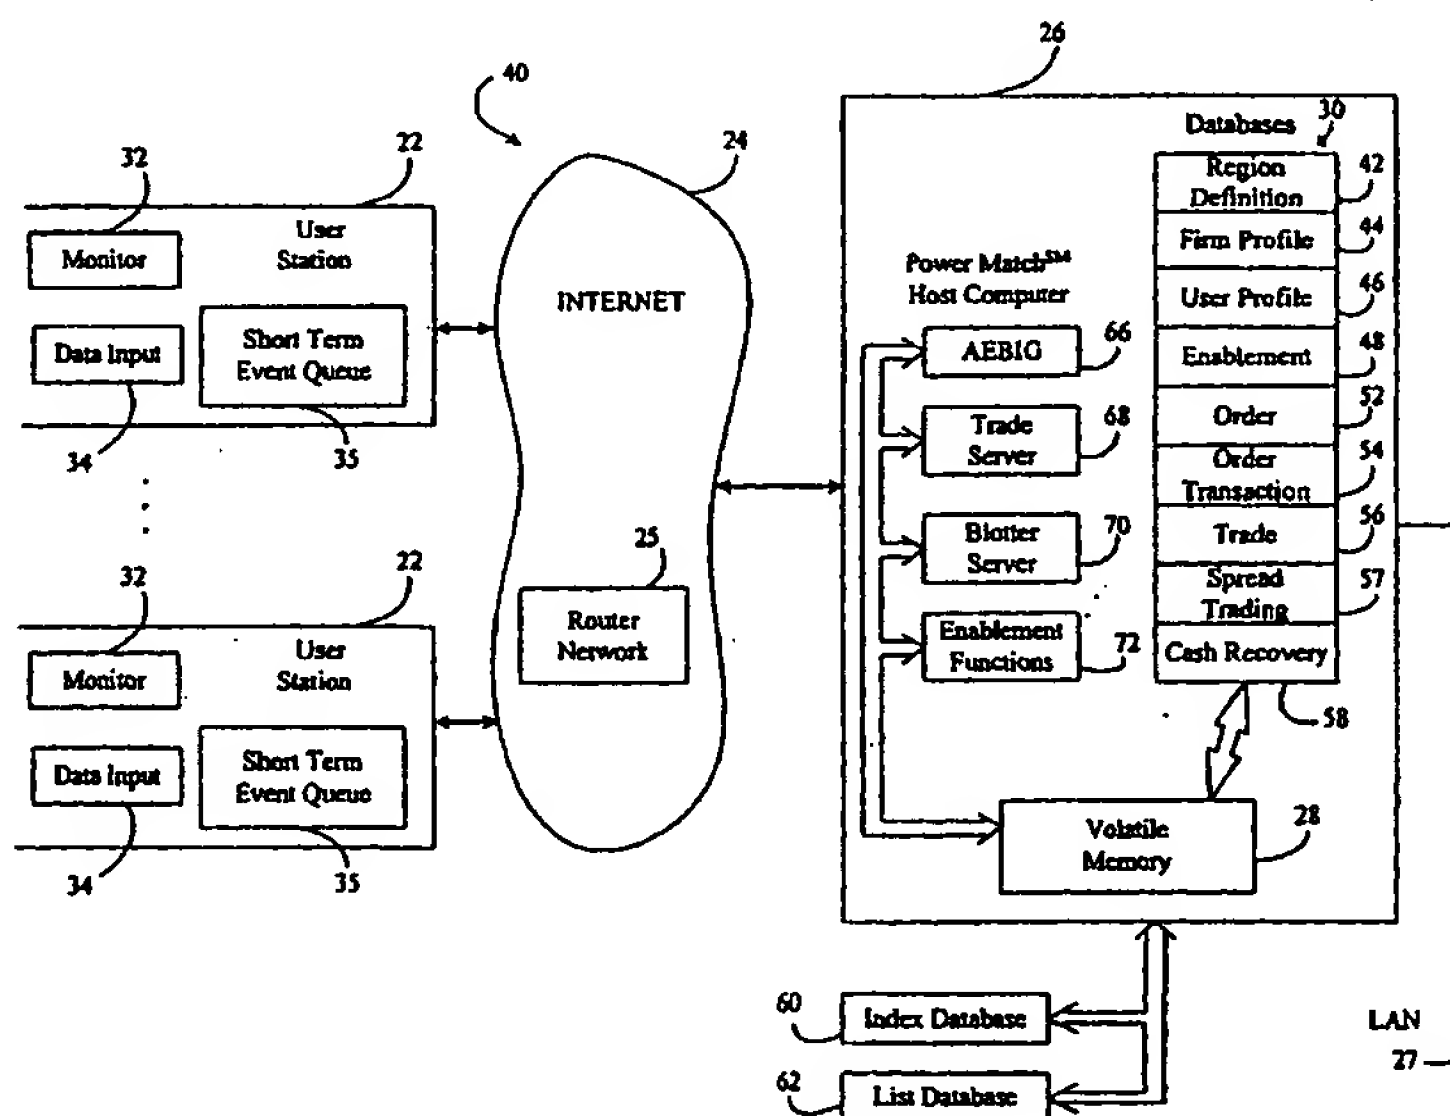 40
26
24
22
32
User
Station
Monitor
Data Input
Short Term
Event Queue
34
35
22
32
User
Station
Monitor
Data Input
Short Term
Event Queue
34
35
INTERNET
25
Router
Network
Power Match℠
Host Computer
AEBIG
66
Trade
Server
68
Blotter
Server
70
Enablement
Functions
72
Databases
30
Region
Definition
42
Firm Profile
44
User Profile
46
Enablement
48
Order
52
Order
Transaction
54
Trade
56
Spread
Trading
57
Cash Recovery
58
Volatile
Memory
28
60
Index Database
62
List Database
LAN
27